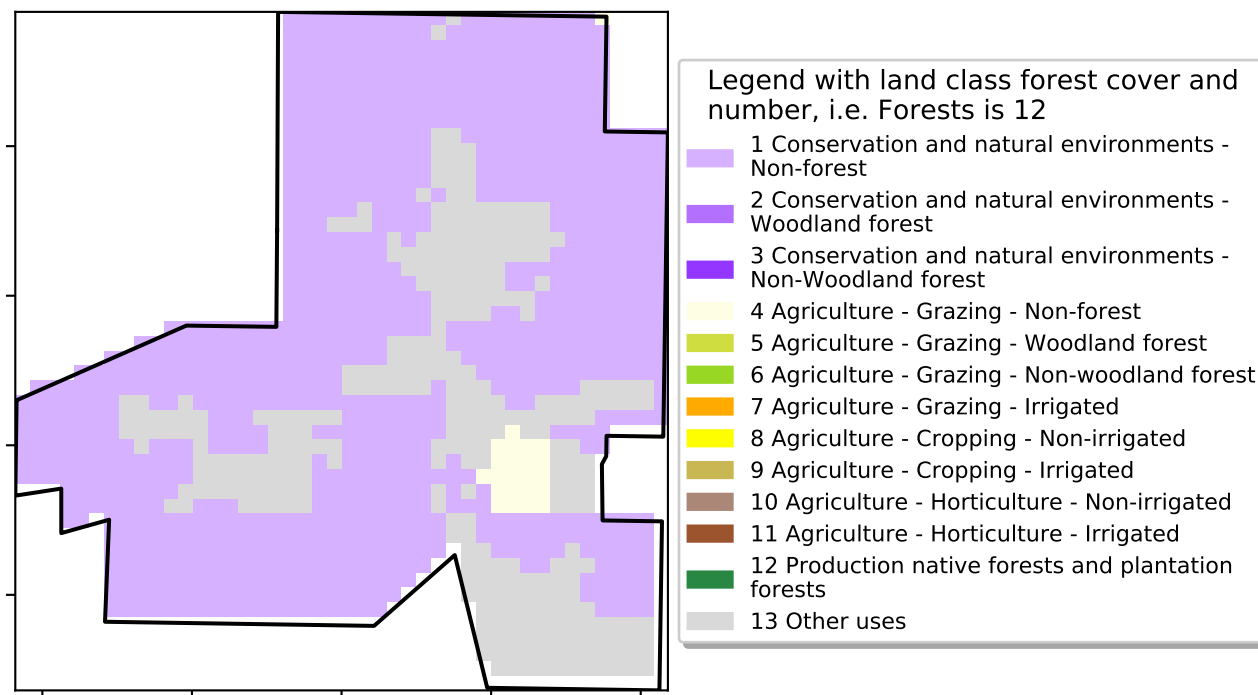 Legend with land class forest cover and
number, i.e. Forests is 12
1 Conservation and natural environments -
Non-forest
2 Conservation and natural environments -
Woodland forest
3 Conservation and natural environments -
Non-Woodland forest
4 Agriculture - Grazing - Non-forest
5 Agriculture - Grazing - Woodland forest
6 Agriculture - Grazing - Non-woodland forest
7 Agriculture - Grazing - Irrigated
8 Agriculture - Cropping - Non-irrigated
9 Agriculture - Cropping - Irrigated
10 Agriculture - Horticulture - Non-irrigated
11 Agriculture - Horticulture - Irrigated
12 Production native forests and plantation
forests
13 Other uses